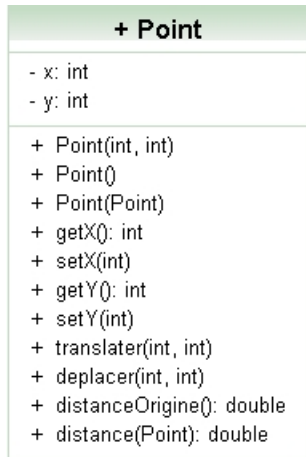 + Point
- x: int
- y: int
+ Point(int, int)
+ Point()
+ Point(Point)
+ getX(): int
+ setX(int)
+ getY(): int
+ setY(int)
+ translater(int, int)
+ deplacer(int, int)
+ distanceOrigine(): double
+ distance(Point): double